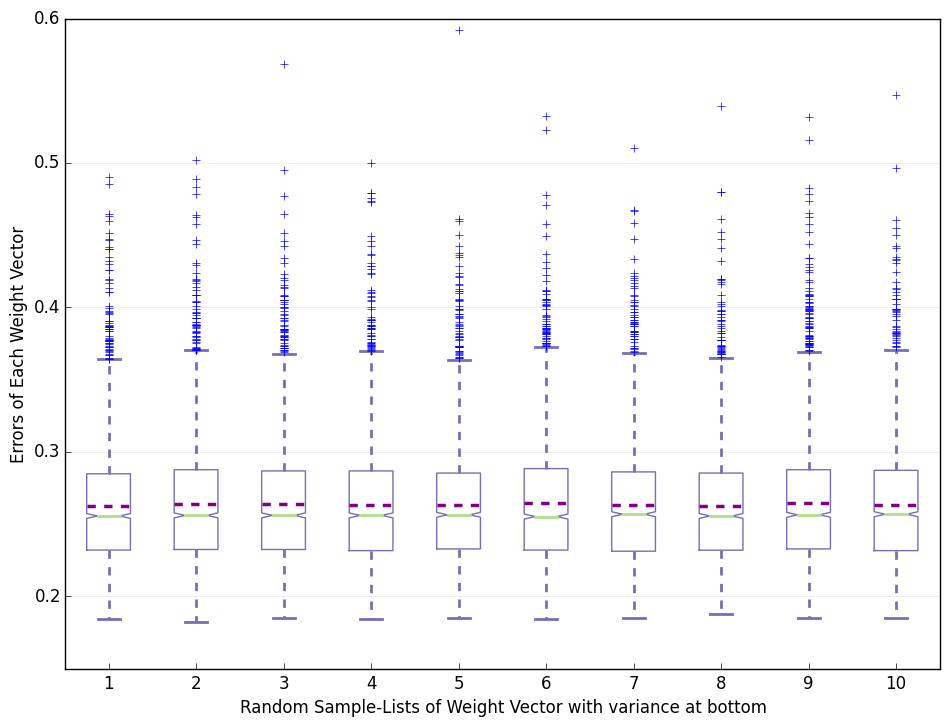 0.6
0.5
0.4
0.3
0.2
Errors of Each Weight Vector
1 2 3 4 5 6 7 8 9 10
Random Sample-Lists of Weight Vector with variance at bottom